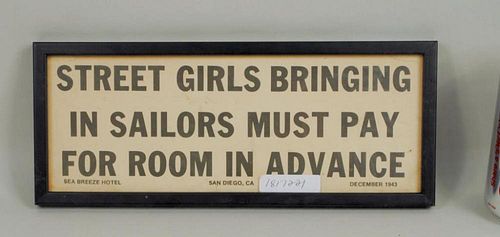 STREET GIRLS BRINGING
IN SAILORS MUST PAY
FOR ROOM IN ADVANCE
SEA BREEZE HOTEL SAN DIEGO, CA DECEMBER 1943